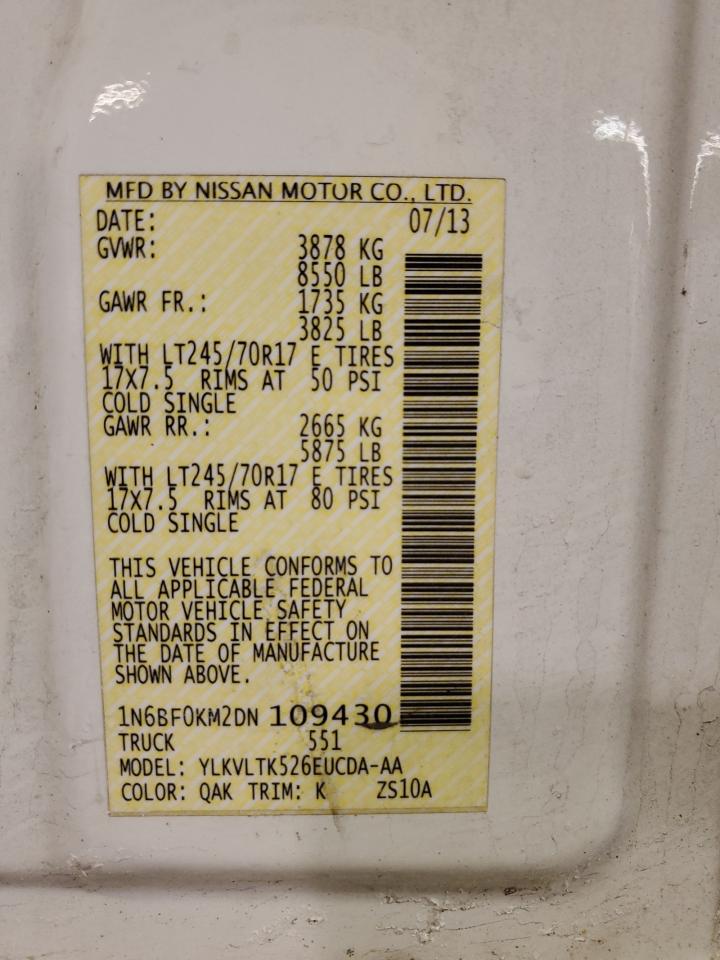 MFD BY NISSAN MOTOR CO., LTD.
DATE: 07/13
GVWR: 3878 KG
8550 LB
GAWR FR.: 1735 KG
3825 LB
WITH LT245/70R17 E TIRES
17X7.5 RIMS AT 50 PSI
COLD SINGLE
GAWR RR.: 2665 KG
5875 LB
WITH LT245/70R17 E TIRES
17X7.5 RIMS AT 80 PSI
COLD SINGLE
THIS VEHICLE CONFORMS TO
ALL APPLICABLE FEDERAL
MOTOR VEHICLE SAFETY
STANDARDS IN EFFECT ON
THE DATE OF MANUFACTURE
SHOWN ABOVE.
1N6BF0KM2DN 109430
TRUCK 551
MODEL: YLKVLTK526EUCDA-AA
COLOR: QAK TRIM: K ZS10A